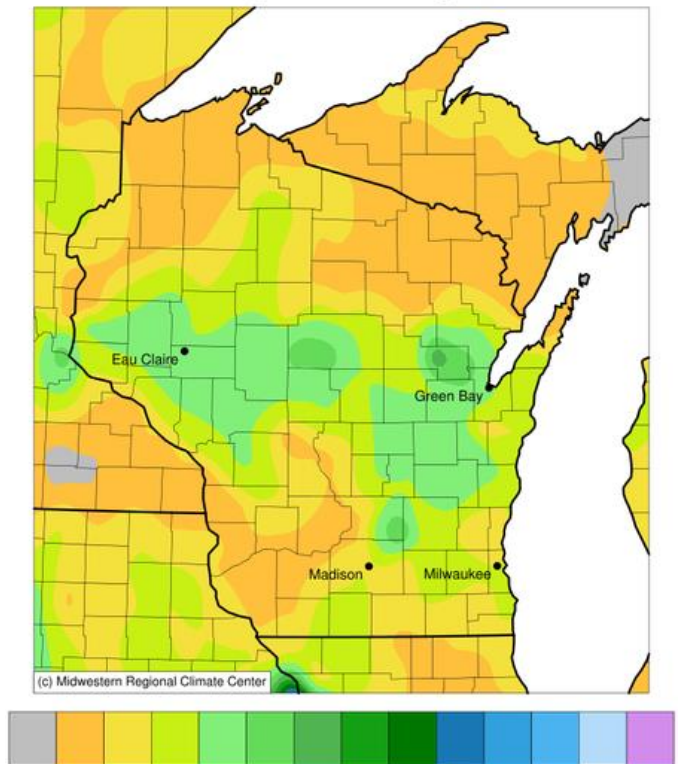 Eau Claire
Green Bay
Madison
Milwaukee
(c) Midwestern Regional Climate Center